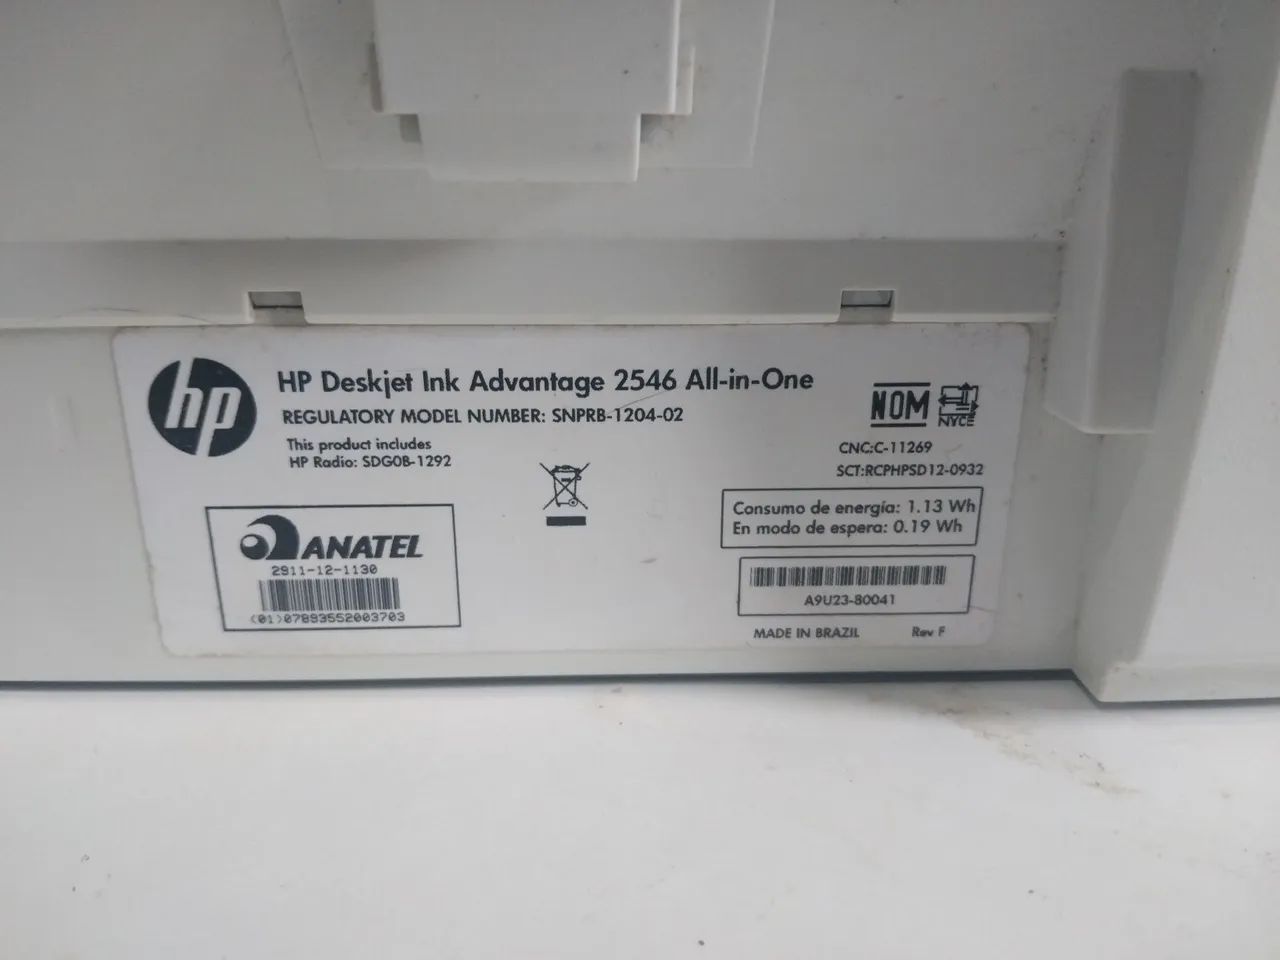 hp
HP Deskjet Ink Advantage 2546 All-in-One
REGULATORY MODEL NUMBER: SNPRB-1204-02
This product includes
HP Radio: SDGOB-1292
NOM
NYCE
CNC:C-11269
SCT:RCPHPSD12-0932
Consumo de energía: 1.13 Wh
En modo de espera: 0.19 Wh
ANATEL
2911-12-1130
(01)07893552003703
A9U23-80041
MADE IN BRAZIL Rev F